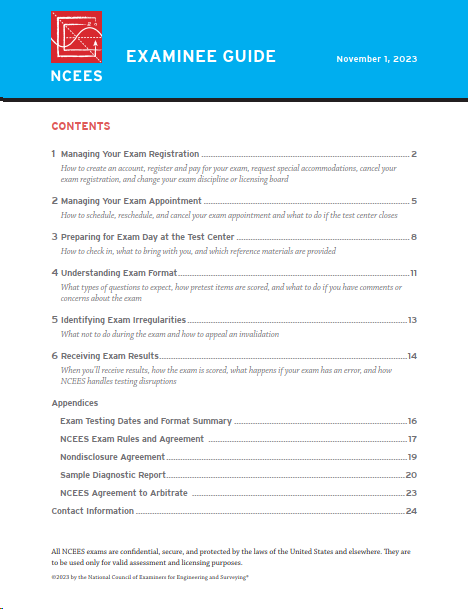 NCEES
EXAMINEE GUIDE
November 1, 2023
CONTENTS
1 Managing Your Exam Registration 2
How to create an account, register and pay for your exam, request special accommodations, cancel your
exam registration, and change your exam discipline or licensing board
2 Managing Your Exam Appointment 5
How to schedule, reschedule, and cancel your exam appointment and what to do if the test center closes
3 Preparing for Exam Day at the Test Center 8
How to check in, what to bring with you, and which reference materials are provided
4 Understanding Exam Format 11
What types of questions to expect, how pretest items are scored, and what to do if you have comments or
concerns about the exam
5 Identifying Exam Irregularities 13
What not to do during the exam and how to appeal an invalidation
6 Receiving Exam Results 14
When you'll receive results, how the exam is scored, what happens if your exam has an error, and how
NCEES handles testing disruptions
Appendices
Exam Testing Dates and Format Summary 16
NCEES Exam Rules and Agreement 17
Nondisclosure Agreement 19
Sample Diagnostic Report 20
NCEES Agreement to Arbitrate 23
Contact Information 24
All NCEES exams are confidential, secure, and protected by the laws of the United States and elsewhere. They are
to be used only for valid assessment and licensing purposes.
©2023 by the National Council of Examiners for Engineering and Surveying®